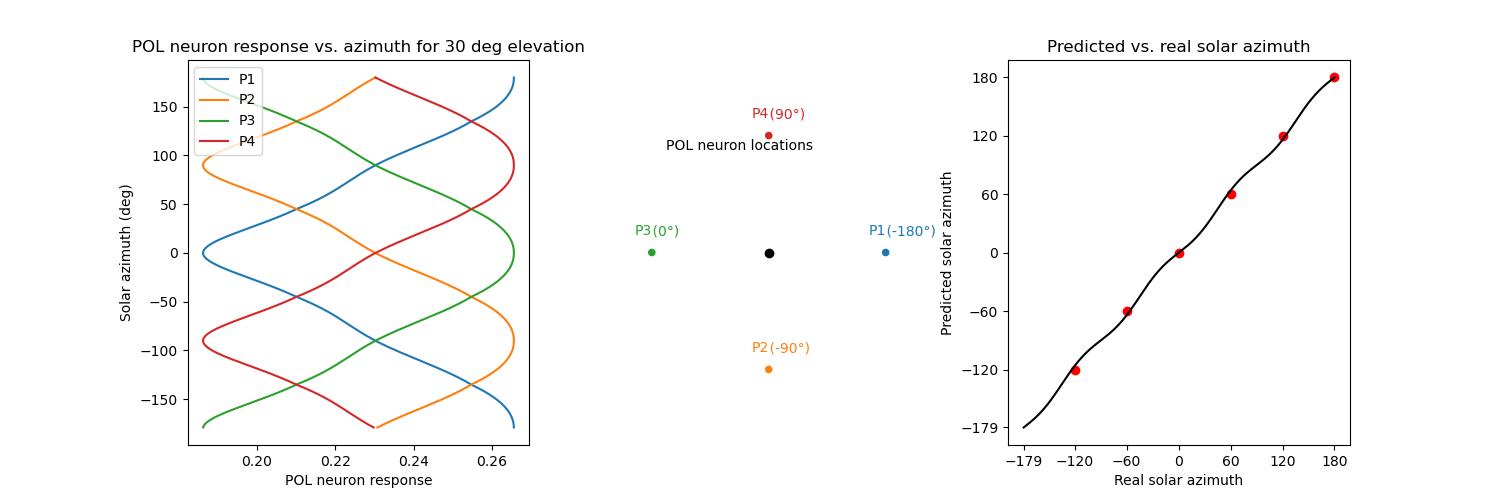 POL neuron response vs. azimuth for 30 deg elevation
P1
P2
P3
P4
150
100
50
0
−50
−100
−150
Solar azimuth (deg)
0.20 0.22 0.24 0.26
POL neuron response
P4(90°)
POL neuron locations
P3(0°)
P1(-180°)
P2(-90°)
Predicted vs. real solar azimuth
180
120
60
0
−60
−120
−179
Predicted solar azimuth
−179 −120 −60 0 60 120 180
Real solar azimuth